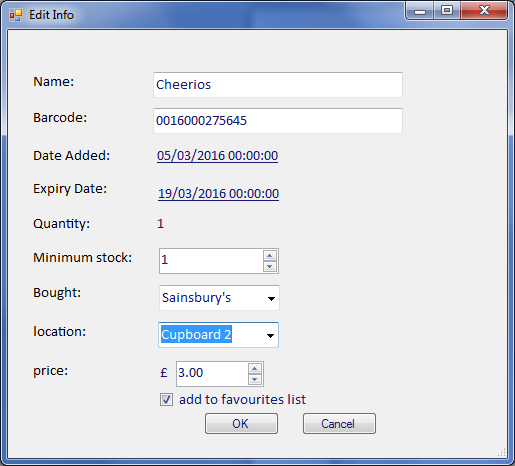 Edit Info
Name: Cheerios
Barcode: 0016000275645
Date Added: 05/03/2016 00:00:00
Expiry Date: 19/03/2016 00:00:00
Quantity: 1
Minimum stock: 1
Bought: Sainsbury's
location: Cupboard 2
price: £ 3.00
add to favourites list
OK Cancel